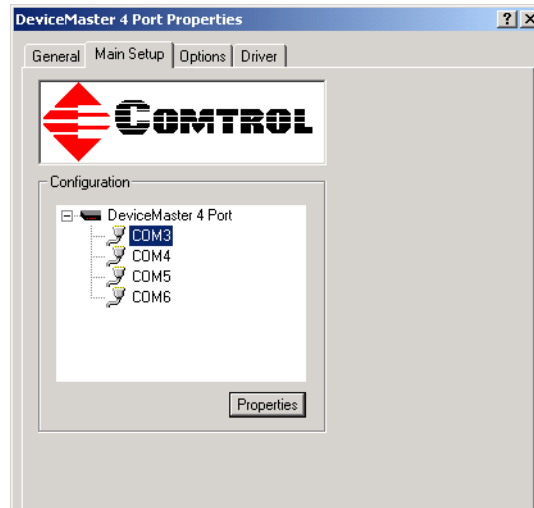 DeviceMaster 4 Port Properties
General Main Setup Options Driver
COMTROL
Configuration
DeviceMaster 4 Port
COM3
COM4
COM5
COM6
Properties